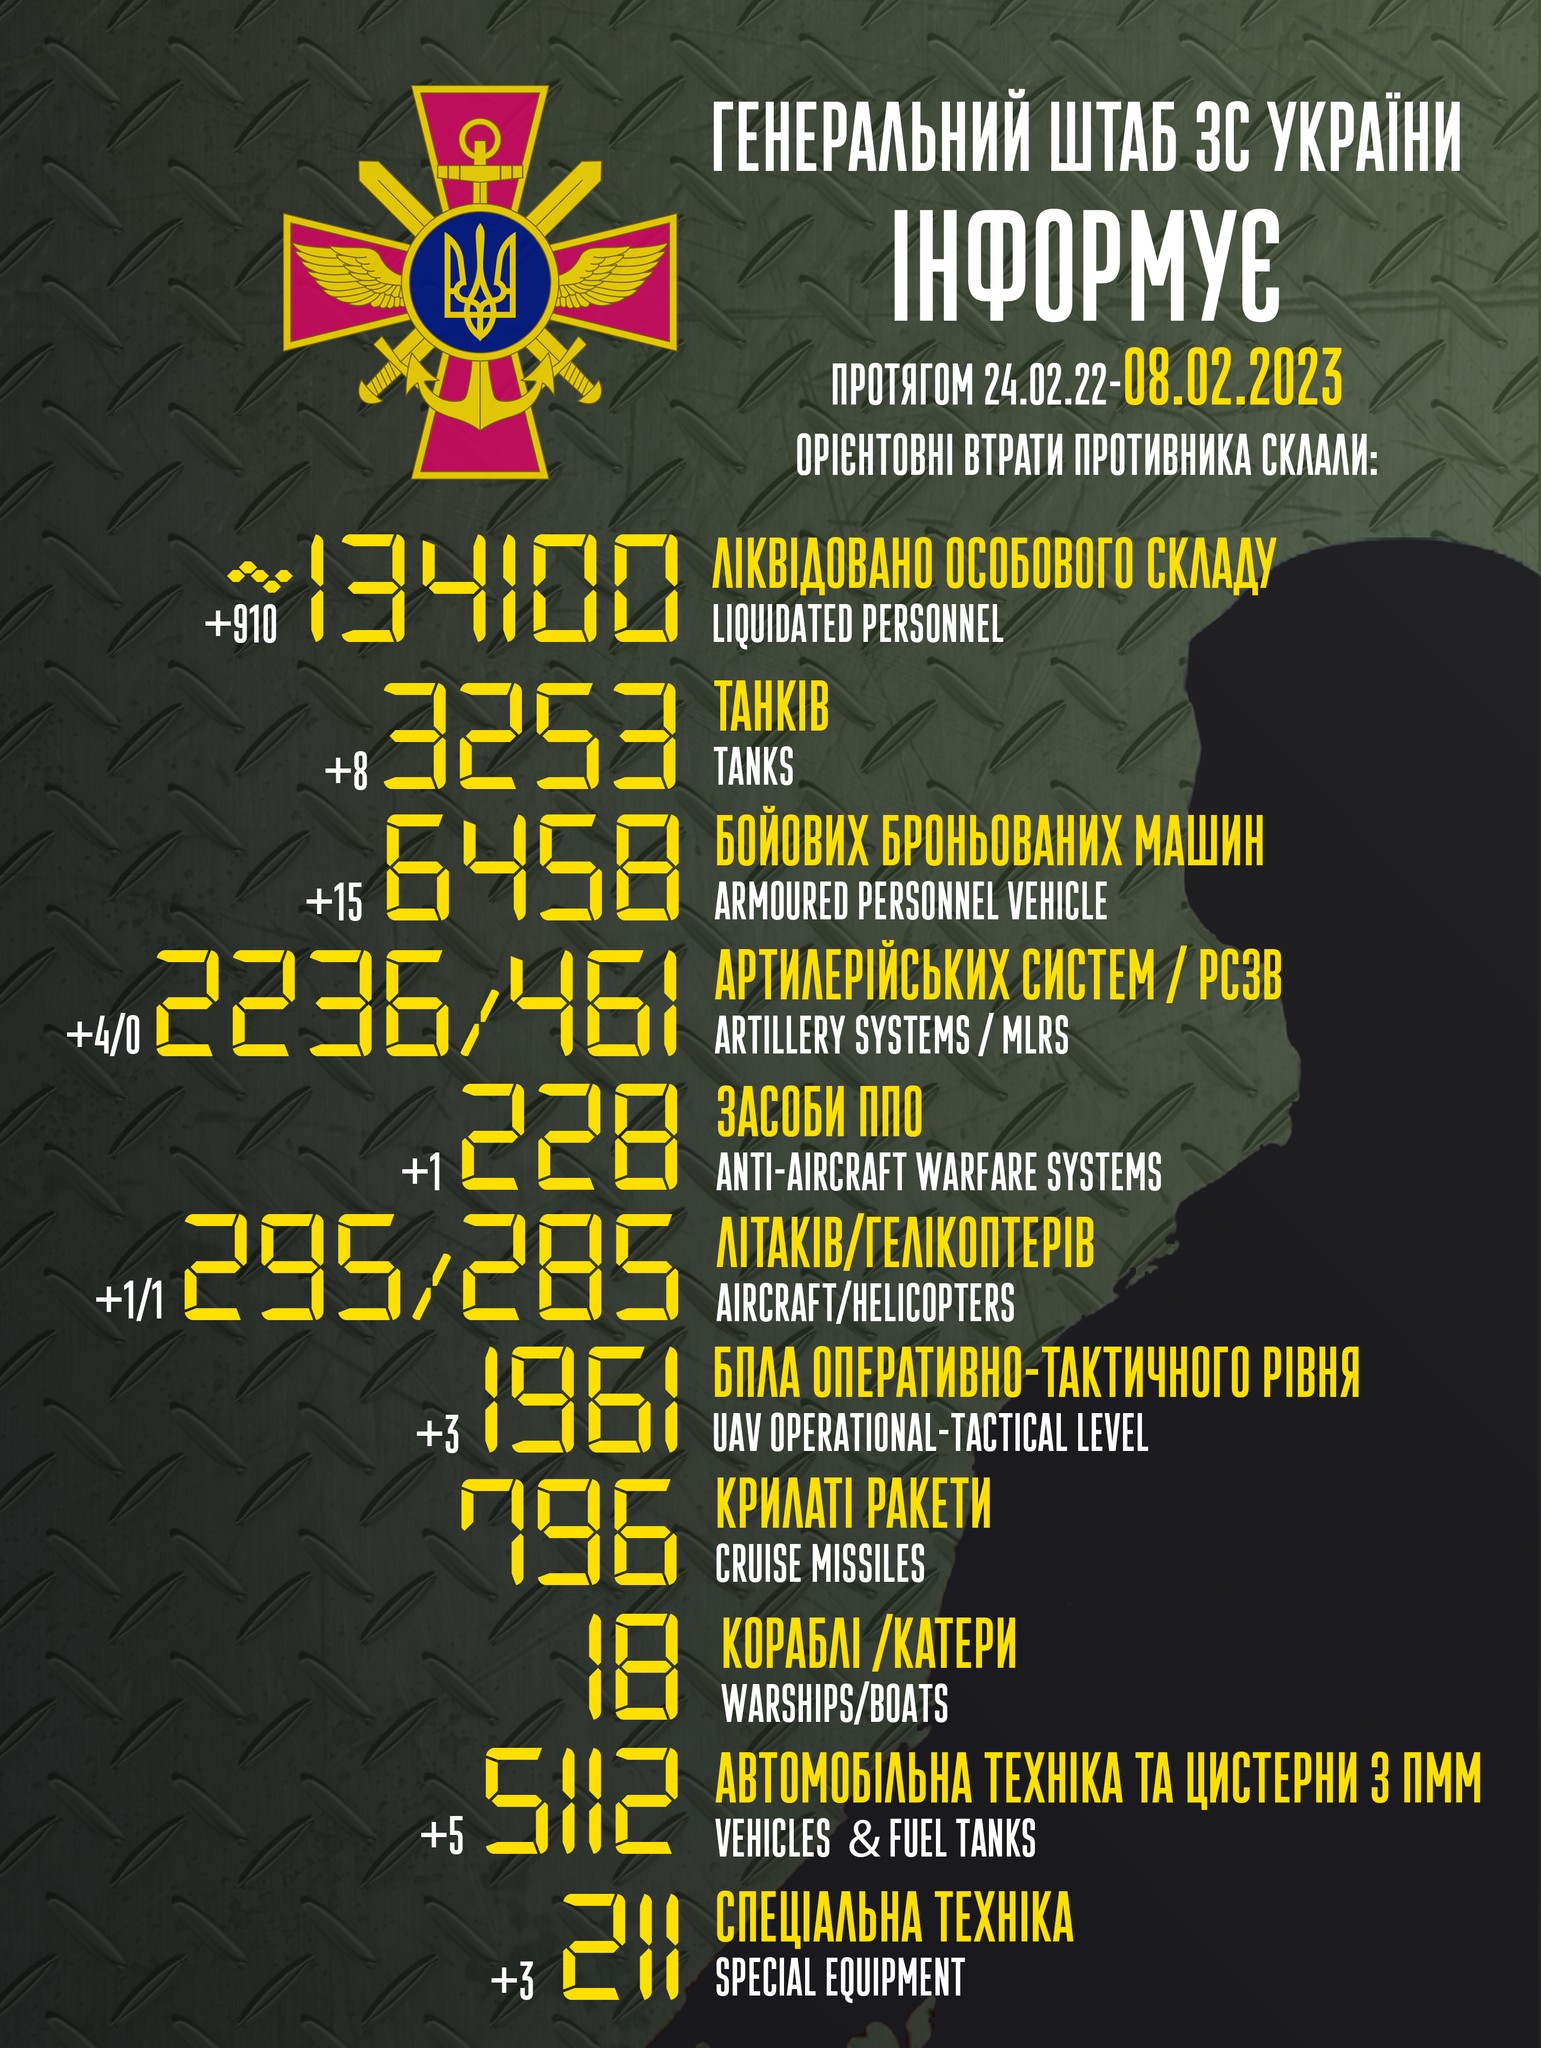 ГЕНЕРАЛЬНИЙ ШТАБ ЗС УКРАЇНИ
ІНФОРМУЄ
ПРОТЯГОМ 24.02.22-08.02.2023
ОРІЄНТОВНІ ВТРАТИ ПРОТИВНИКА СКЛАЛИ:
~134100 ЛІКВІДОВАНО ОСОБОВОГО СКЛАДУ
+910 LIQUIDATED PERSONNEL
3253 ТАНКІВ
+8 TANKS
6458 БОЙОВИХ БРОНЬОВАНИХ МАШИН
+15 ARMOURED PERSONNEL VEHICLE
2236/461 АРТИЛЕРІЙСЬКИХ СИСТЕМ / РСЗВ
+4/0 ARTILLERY SYSTEMS / MLRS
228 ЗАСОБИ ППО
+1 ANTI-AIRCRAFT WARFARE SYSTEMS
295/285 ЛІТАКІВ/ГЕЛІКОПТЕРІВ
+1/1 AIRCRAFT/HELICOPTERS
1961 БПЛА ОПЕРАТИВНО-ТАКТИЧНОГО РІВНЯ
+3 UAV OPERATIONAL-TACTICAL LEVEL
796 КРИЛАТІ РАКЕТИ
CRUISE MISSILES
18 КОРАБЛІ /КАТЕРИ
WARSHIPS/BOATS
5112 АВТОМОБІЛЬНА ТЕХНІКА ТА ЦИСТЕРНИ З ПММ
+5 VEHICLES & FUEL TANKS
211 СПЕЦІАЛЬНА ТЕХНІКА
+3 SPECIAL EQUIPMENT